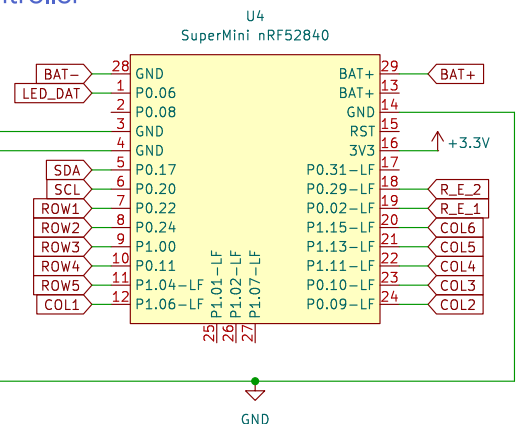 ntroller
U4
SuperMini nRF52840
BAT- 28 GND BAT+ 29 BAT+
LED_DAT 1 P0.06 BAT+ 13
2 P0.08 GND 14
3 GND RST 15
4 GND 3V3 16 +3.3V
SDA 5 P0.17 P0.31-LF 17
SCL 6 P0.20 P0.29-LF 18 R_E_2
ROW1 7 P0.22 P0.02-LF 19 R_E_1
ROW2 8 P0.24 P1.15-LF 20 COL6
ROW3 9 P1.00 P1.13-LF 21 COL5
ROW4 10 P0.11 P1.11-LF 22 COL4
ROW5 11 P1.04-LF P0.10-LF 23 COL3
COL1 12 P1.06-LF P0.09-LF 24 COL2
P1.01-LF 25
P1.02-LF 26
P1.07-LF 27
GND